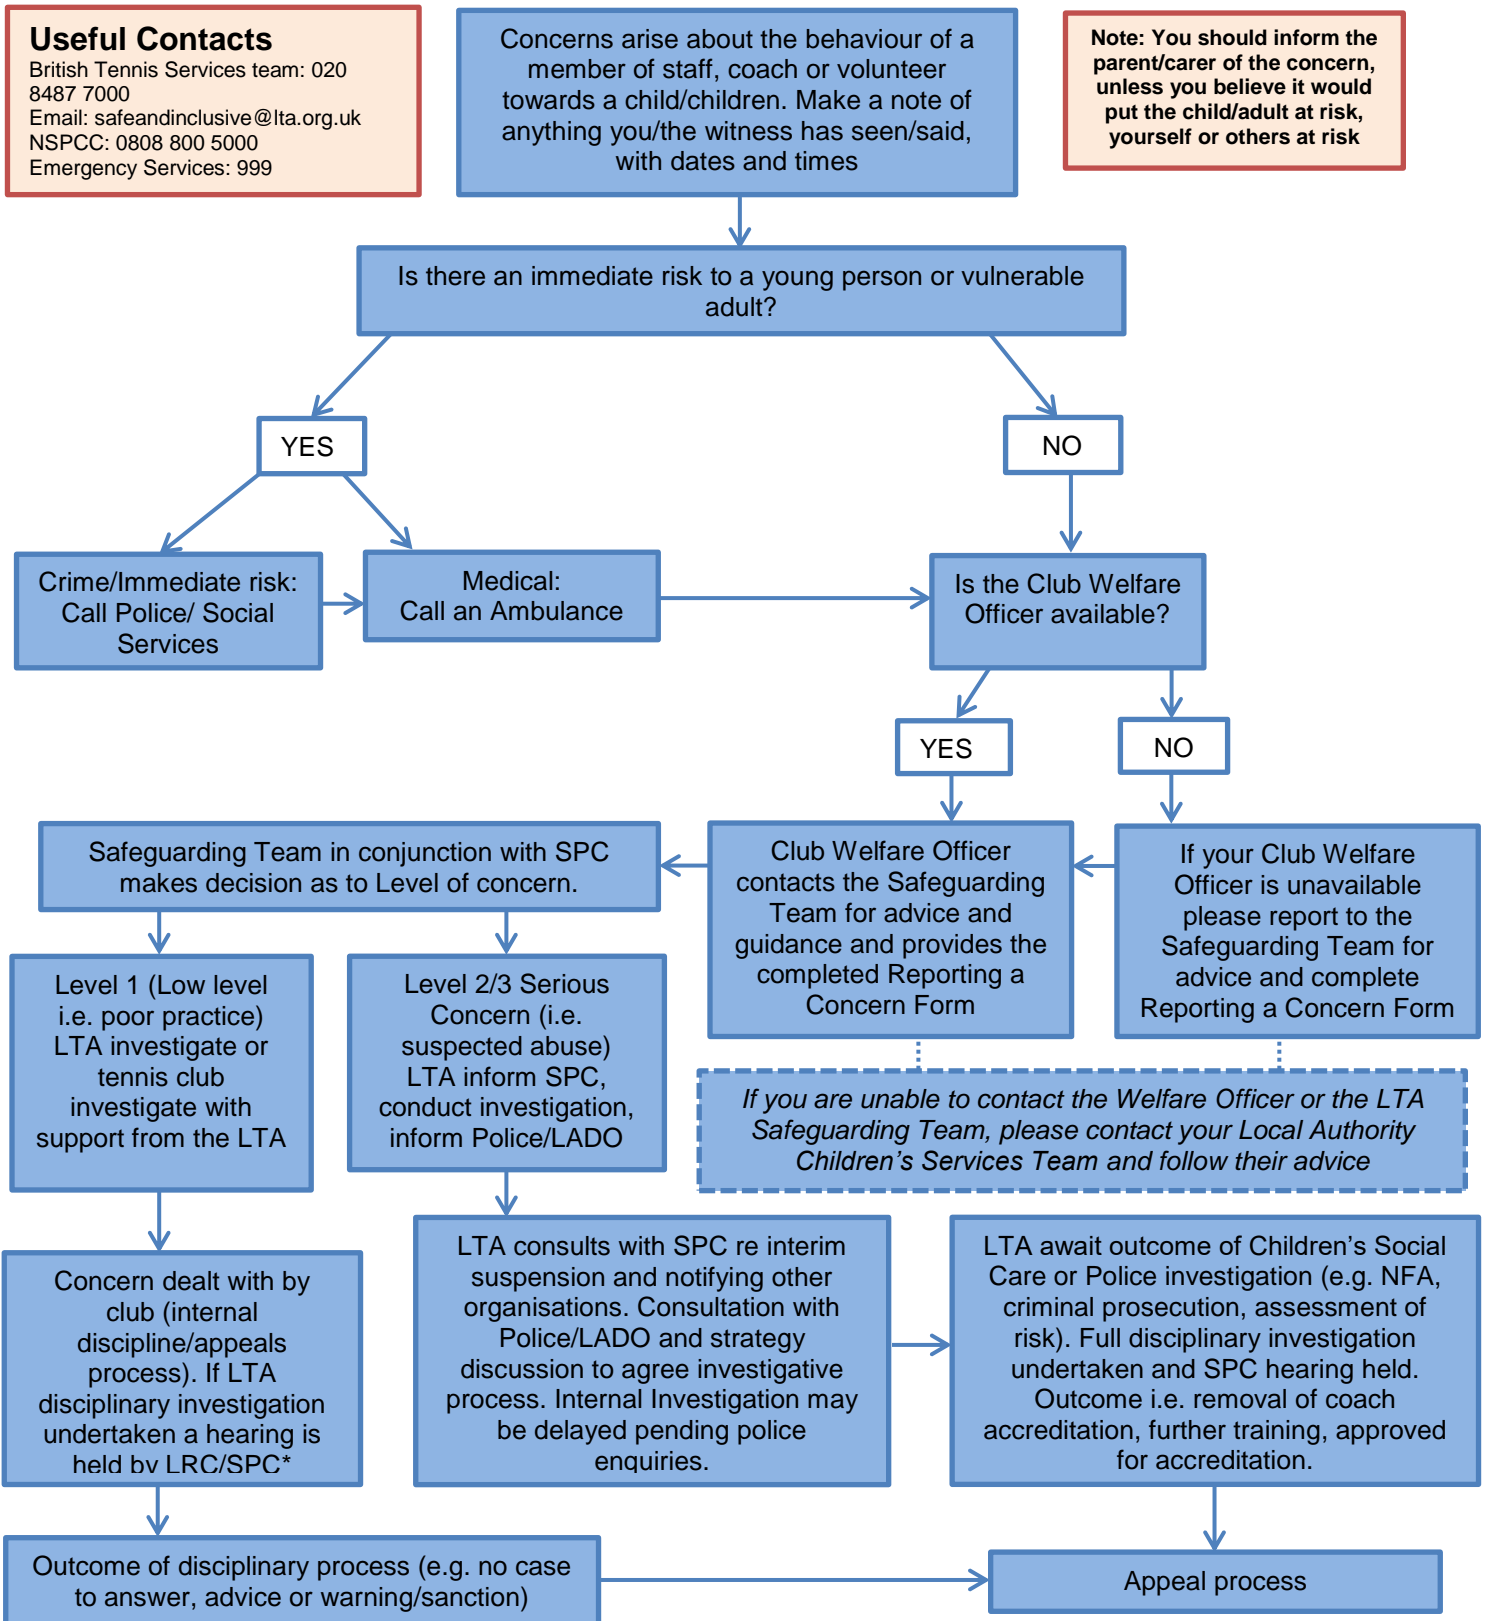 Useful Contacts
British Tennis Services team: 020
8487 7000
Email: safeandinclusive@lta.org.uk
NSPCC: 0808 800 5000
Emergency Services: 999
Concerns arise about the behaviour of a
member of staff, coach or volunteer
towards a child/children. Make a note of
anything you/the witness has seen/said,
with dates and times
Note: You should inform the
parent/carer of the concern,
unless you believe it would
put the child/adult at risk,
yourself or others at risk
Is there an immediate risk to a young person or vulnerable
adult?
YES
NO
Crime/Immediate risk:
Call Police/ Social
Services
Medical:
Call an Ambulance
Is the Club Welfare
Officer available?
YES
NO
Safeguarding Team in conjunction with SPC
makes decision as to Level of concern.
Club Welfare Officer
contacts the Safeguarding
Team for advice and
guidance and provides the
completed Reporting a
Concern Form
If your Club Welfare
Officer is unavailable
please report to the
Safeguarding Team for
advice and complete
Reporting a Concern Form
Level 1 (Low level
i.e. poor practice)
LTA investigate or
tennis club
investigate with
support from the LTA
Level 2/3 Serious
Concern (i.e.
suspected abuse)
LTA inform SPC,
conduct investigation,
inform Police/LADO
If you are unable to contact the Welfare Officer or the LTA
Safeguarding Team, please contact your Local Authority
Children’s Services Team and follow their advice
Concern dealt with by
club (internal
discipline/appeals
process). If LTA
disciplinary investigation
undertaken a hearing is
held by LRC/SPC*
LTA consults with SPC re interim
suspension and notifying other
organisations. Consultation with
Police/LADO and strategy
discussion to agree investigative
process. Internal Investigation may
be delayed pending police
enquiries.
LTA await outcome of Children’s Social
Care or Police investigation (e.g. NFA,
criminal prosecution, assessment of
risk). Full disciplinary investigation
undertaken and SPC hearing held.
Outcome i.e. removal of coach
accreditation, further training, approved
for accreditation.
Outcome of disciplinary process (e.g. no case
to answer, advice or warning/sanction)
Appeal process